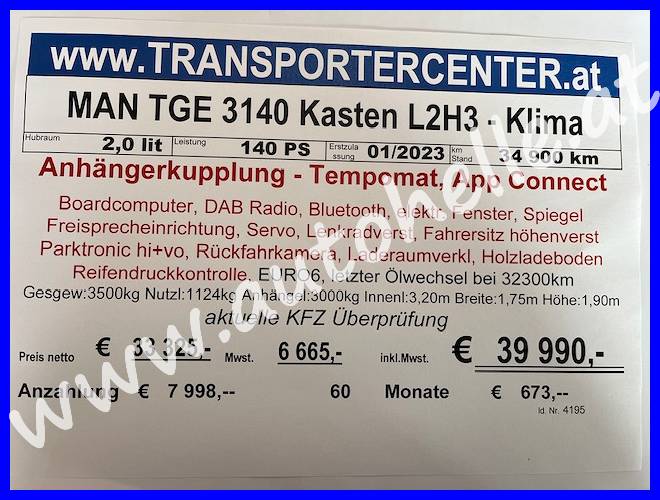 www.TRANSPORTERCENTER.at
MAN TGE 3140 Kasten L2H3 - Klima
Hubraum 2,0 lit Leistung 140 PS Erstzulassung 01/2023 km Stand 34 900 km
Anhängerkupplung - Tempomat, App Connect
Boardcomputer, DAB Radio, Bluetooth, elektr. Fenster, Spiegel
Freisprecheinrichtung, Servo, Lenkradverst. Fahrersitz höhenverst
Parktronic hi+vo, Rückfahrkamera, Laderaumverkl, Holzladeboden
Reifendruckkontrolle, EURO6, letzter Ölwechsel bei 32300km
Gesgew:3500kg Nutzl:1124kg Anhängel:3000kg Innenl:3,20m Breite:1,75m Höhe:1,90m
aktuelle KFZ Überprüfung
Preis netto € 33 325,- Mwst. 6 665,- inkl.Mwst. € 39 990,-
Anzahlung € 7 998,-- 60 Monate € 673,--
Id. Nr. 4195
www.autohelle.at